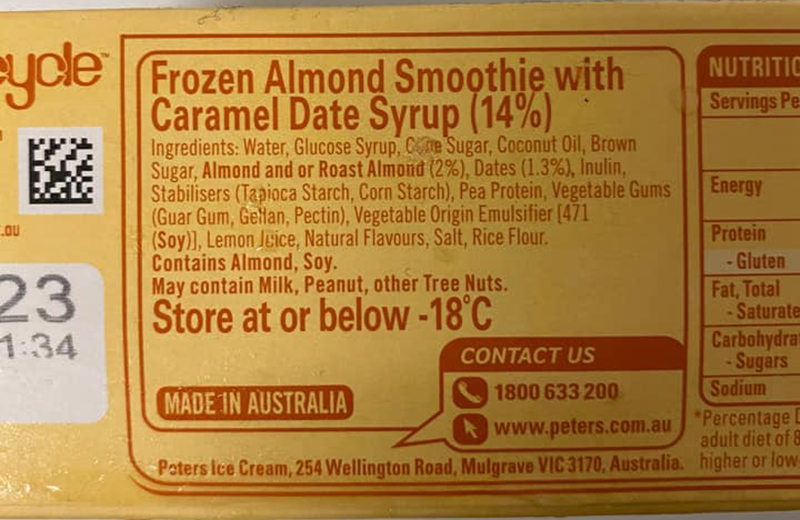 Frozen Almond Smoothie with
Caramel Date Syrup (14%)
Ingredients: Water, Glucose Syrup, Cane Sugar, Coconut Oil, Brown
Sugar, Almond and or Roast Almond (2%), Dates (1.3%), Inulin,
Stabilisers (Tapioca Starch, Corn Starch), Pea Protein, Vegetable Gums
(Guar Gum, Gellan, Pectin), Vegetable Origin Emulsifier [471
(Soy)], Lemon Juice, Natural Flavours, Salt, Rice Flour.
Contains Almond, Soy.
May contain Milk, Peanut, other Tree Nuts.
Store at or below -18°C
MADE IN AUSTRALIA
CONTACT US
1800 633 200
www.peters.com.au
Peters Ice Cream, 254 Wellington Road, Mulgrave VIC 3170, Australia.
ycle™
.au
23
1:34
NUTRITIO
Servings Pe
Energy
Protein
- Gluten
Fat, Total
- Saturate
Carbohydra
- Sugars
Sodium
*Percentage D
adult diet of 8
higher or low